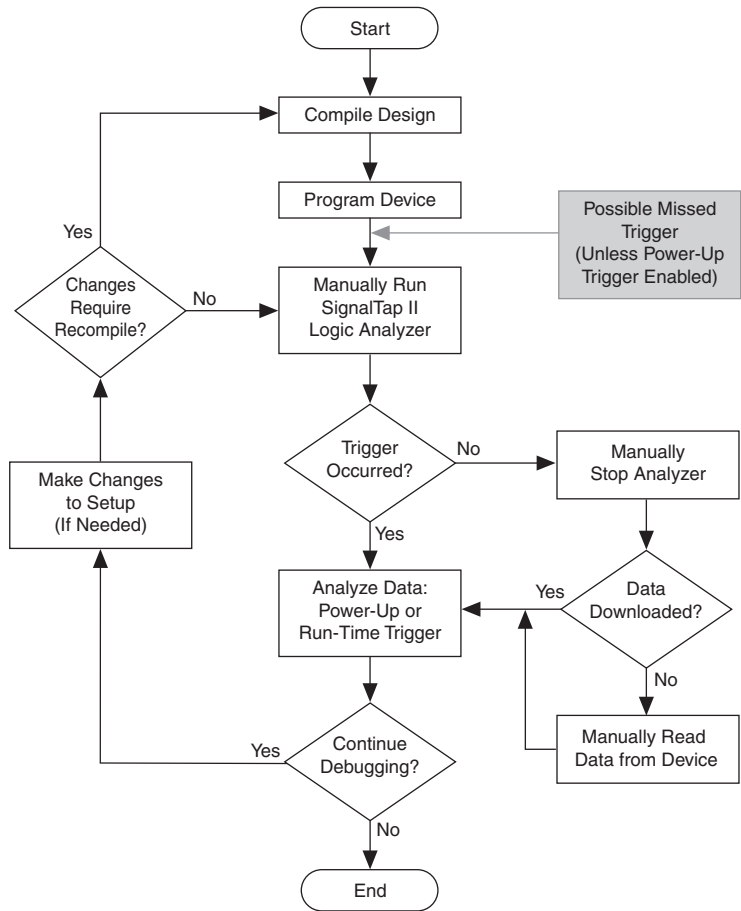 Start
Compile Design
Program Device
Possible Missed
Trigger
(Unless Power-Up
Trigger Enabled)
Yes
Changes
Require
Recompile?
No
Manually Run
SignalTap II
Logic Analyzer
Trigger
Occurred?
No
Manually
Stop Analyzer
Make Changes
to Setup
(If Needed)
Yes
Analyze Data:
Power-Up or
Run-Time Trigger
Yes
Data
Downloaded?
No
Manually Read
Data from Device
Yes
Continue
Debugging?
No
End